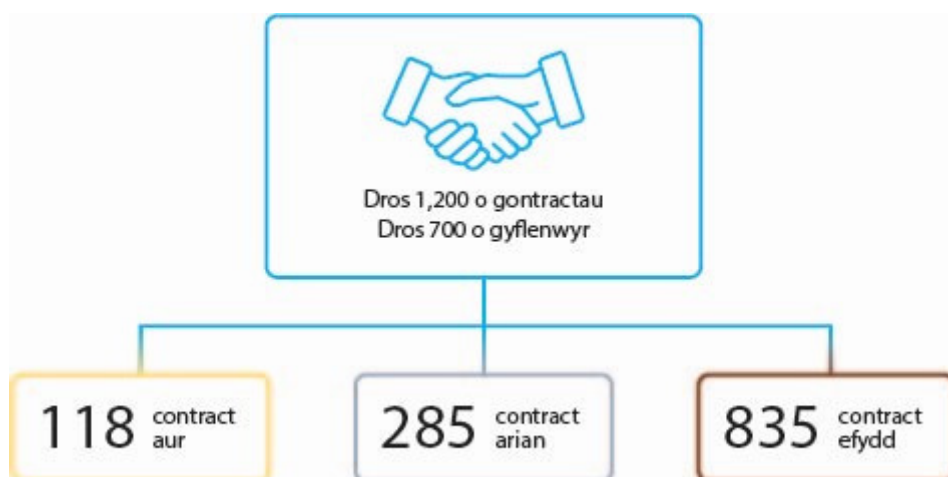 Dros 1,200 o gontractau
Dros 700 o gyflenwyr
118 contract
aur
285 contract
arian
835 contract
efydd